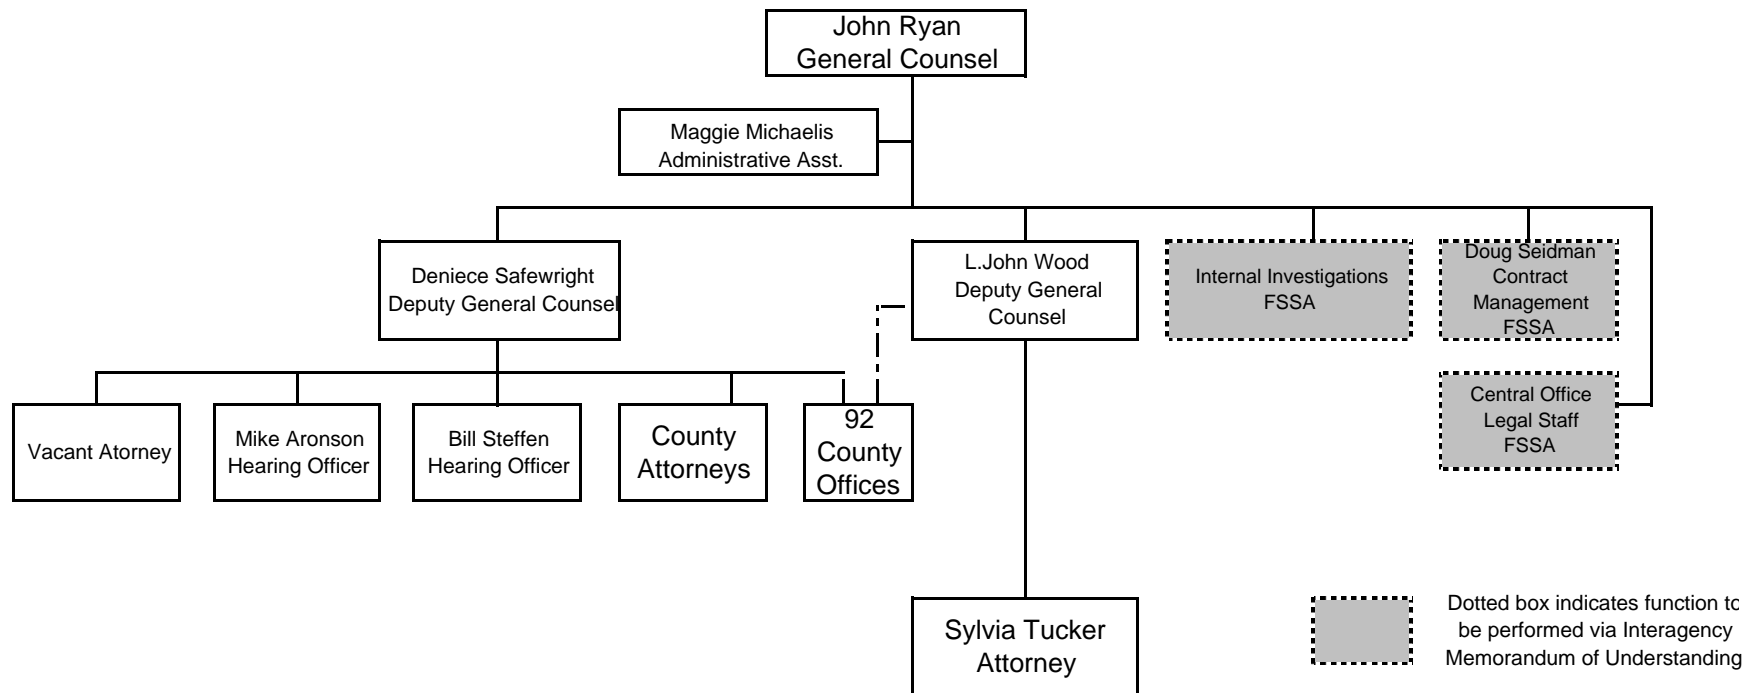 John Ryan
General Counsel
Maggie Michaelis
Administrative Asst.
Deniece Safewright
Deputy General Counsel
L.John Wood
Deputy General
Counsel
Internal Investigations
FSSA
Doug Seidman
Contract
Management
FSSA
Central Office
Legal Staff
FSSA
Vacant Atorney
Mike Aronson
Hearing Officer
Bill Steffen
Hearing Officer
County
Attorneys
92
County
Offices
Sylvia Tucker
Attorney
Dotted box indicates function to
be performed via Interagency
Memorandum of Understanding